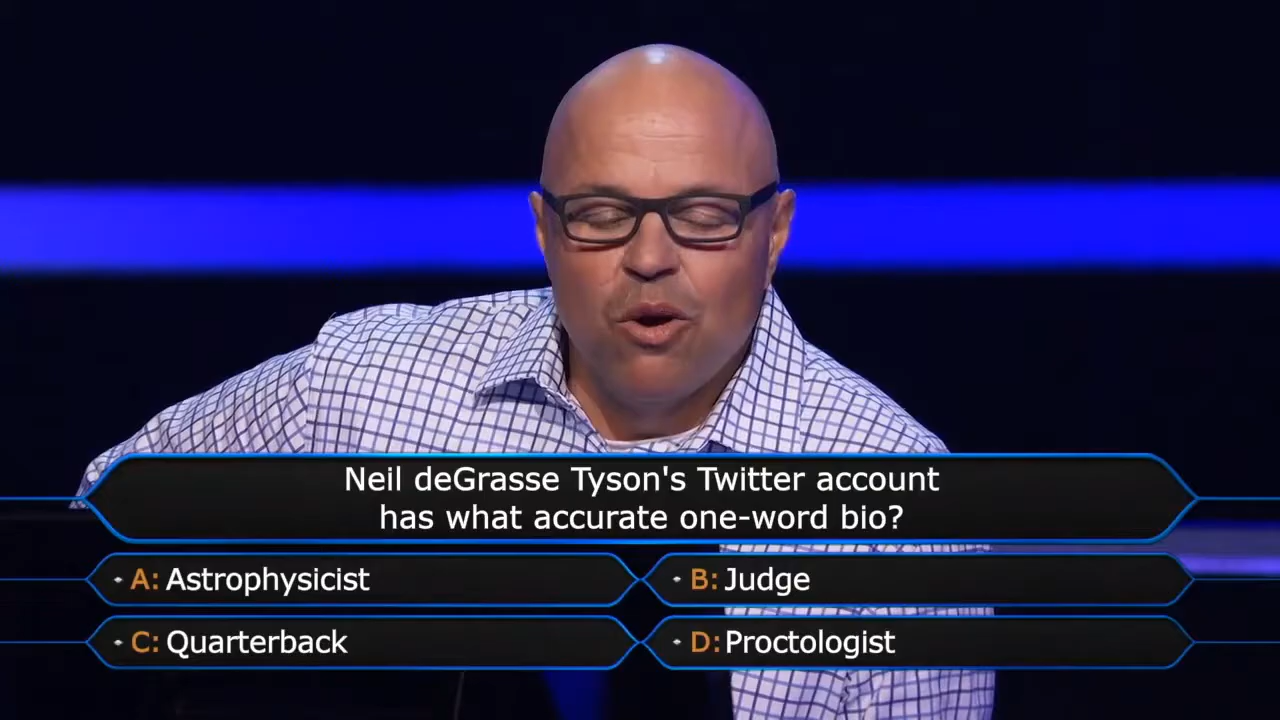 Neil deGrasse Tyson's Twitter account
has what accurate one-word bio?
A: Astrophysicist
B: Judge
C: Quarterback
D: Proctologist